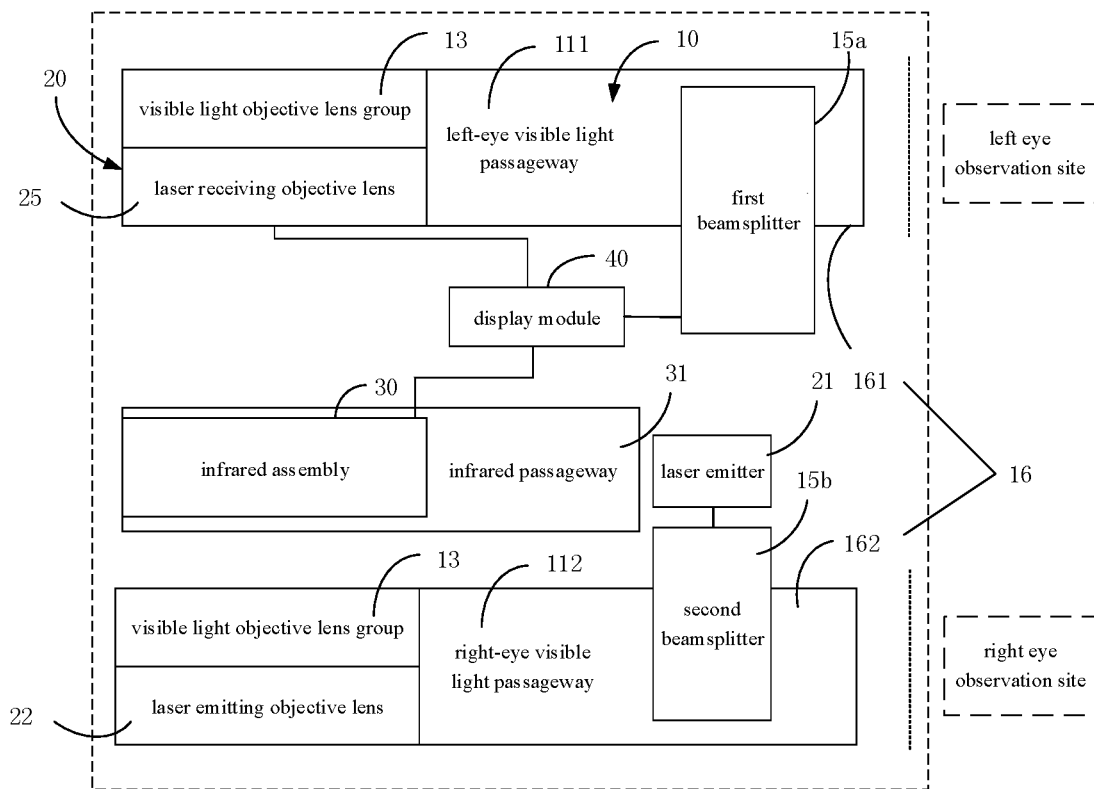 13
111
10
15a
20
visible light objective lens group
left-eye visible light
passageway
left eye
observation site
laser receiving objective lens
25
first
beamsplitter
40
display module
31
21
161
30
infrared assembly
infrared passageway
laser emitter
16
15b
13
112
162
visible light objective lens group
second
beamsplitter
right-eye visible
light passageway
right eye
observation site
laser emitting objective lens
22